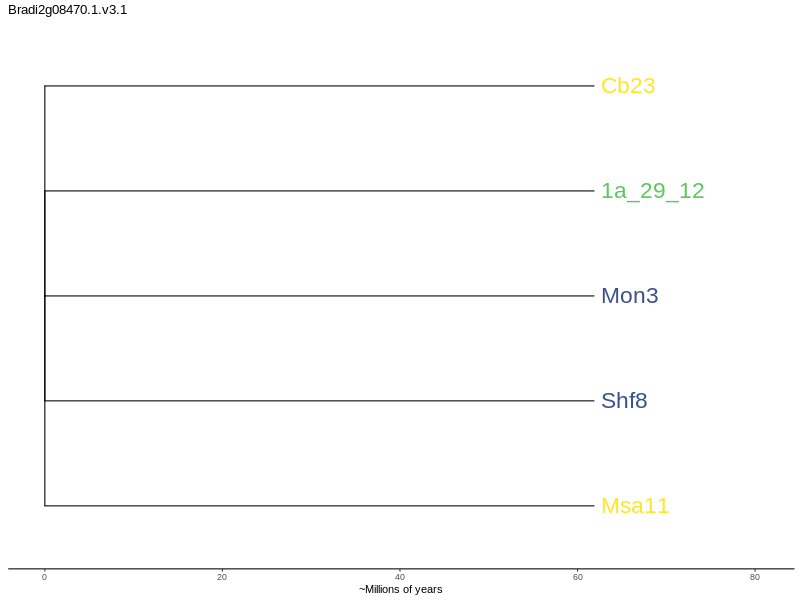 Bradi2g08470.1.v3.1
Cb23
1a_29_12
Mon3
Shf8
Msa11
0 20 40 60 80
~Millions of years